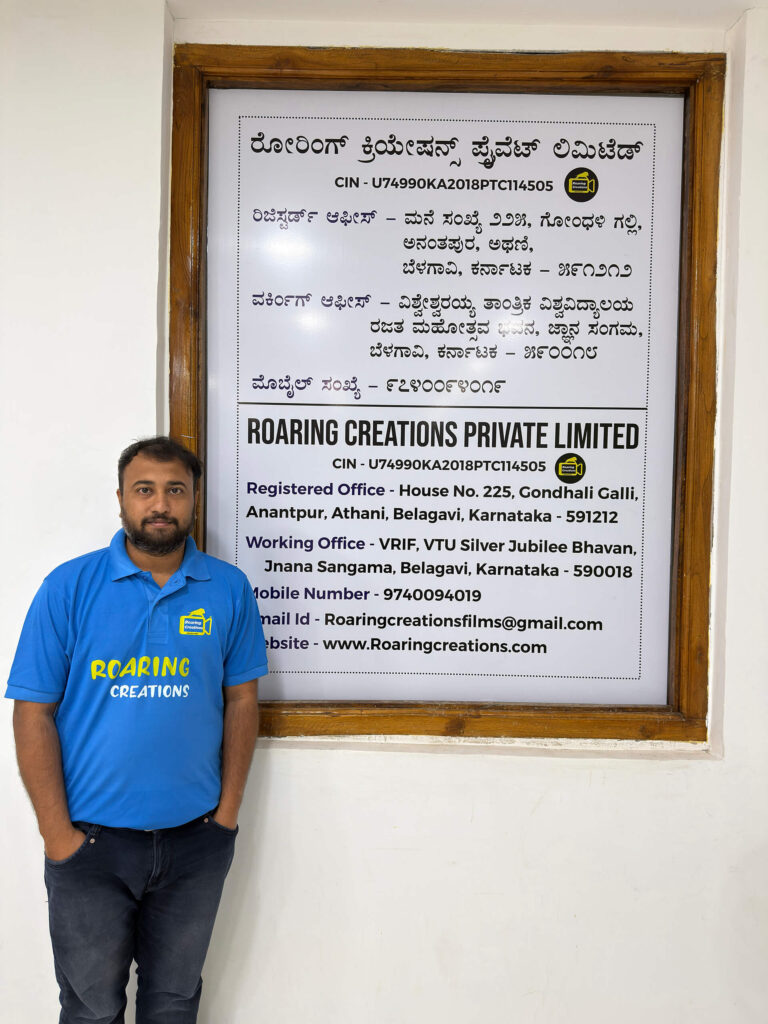 ರೋರಿಂಗ್ ಕ್ರಿಯೇಷನ್ಸ್ ಪ್ರೈವೆಟ್ ಲಿಮಿಟೆಡ್
CIN - U74990KA2018PTC114505
Roaring Creations
ರಿಜಿಸ್ಟರ್ಡ್ ಆಫೀಸ್ – ಮನೆ ಸಂಖ್ಯೆ ೨೨೫, ಗೋಂಧಳಿ ಗಲ್ಲಿ,
ಅನಂತಪುರ, ಅಥಣಿ,
ಬೆಳಗಾವಿ, ಕರ್ನಾಟಕ – ೫೯೧೨೧೨
ವರ್ಕಿಂಗ್ ಆಫೀಸ್ – ವಿಶ್ವೇಶ್ವರಯ್ಯ ತಾಂತ್ರಿಕ ವಿಶ್ವವಿದ್ಯಾಲಯ
ರಜತ ಮಹೋತ್ಸವ ಭವನ, ಜ್ಞಾನ ಸಂಗಮ,
ಬೆಳಗಾವಿ, ಕರ್ನಾಟಕ – ೫೯೦೦೧೮
ಮೊಬೈಲ್ ಸಂಖ್ಯೆ – ೯೭೪೦೦೯೪೦೧೯
ROARING CREATIONS PRIVATE LIMITED
CIN - U74990KA2018PTC114505
Roaring Creations
Registered Office - House No. 225, Gondhali Galli,
Anantpur, Athani, Belagavi, Karnataka - 591212
Working Office - VRIF, VTU Silver Jubilee Bhavan,
Jnana Sangama, Belagavi, Karnataka - 590018
obile Number - 9740094019
mail Id - Roaringcreationsfilms@gmail.com
ebsite - www.Roaringcreations.com
Roaring
Creations
ROARING
CREATIONS